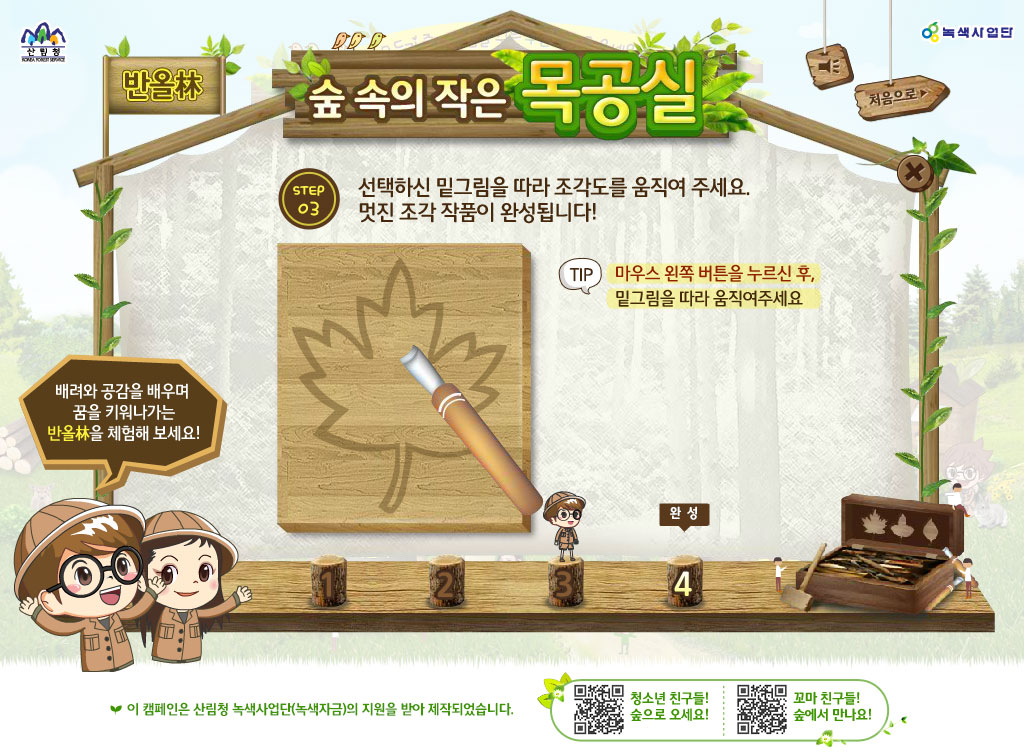 산림청
KOREA FOREST SERVICE
녹색사업단
반올林
숲 속의 작은 목공실
처음으로
STEP
03
선택하신 밑그림을 따라 조각도를 움직여 주세요.
멋진 조각 작품이 완성됩니다!
TIP
마우스 왼쪽 버튼을 누르신 후,
밑그림을 따라 움직여주세요
배려와 공감을 배우며
꿈을 키워나가는
반올林을 체험해 보세요!
완 성
1 2 3 4
이 캠페인은 산림청 녹색사업단(녹색자금)의 지원을 받아 제작되었습니다.
청소년 친구들!
숲으로 오세요!
꼬마 친구들!
숲에서 만나요!